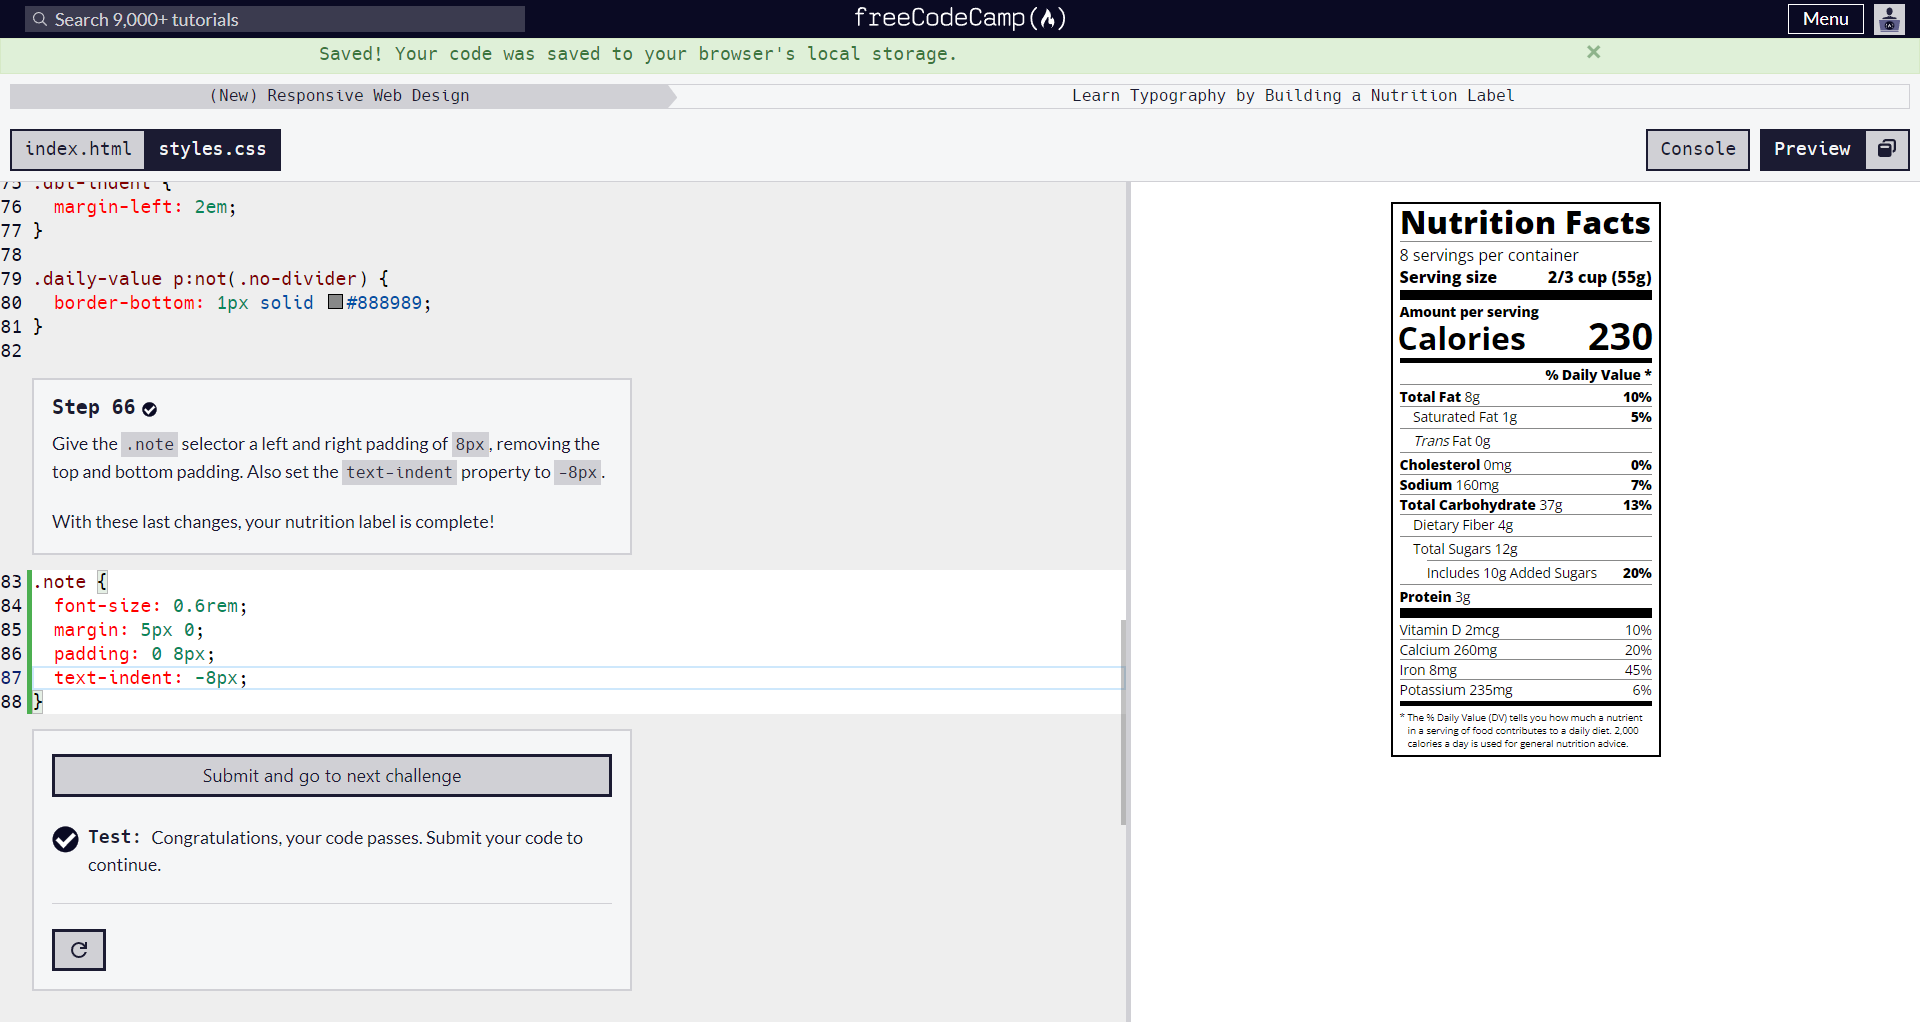 Search 9,000+ tutorials
freeCodeCamp
Menu
Saved! Your code was saved to your browser's local storage.
×
(New) Responsive Web Design
Learn Typography by Building a Nutrition Label
index.html
styles.css
Console
Preview
75 .dbl-indent {
76 margin-left: 2em;
77 }
78
79 .daily-value p:not(.no-divider) {
80 border-bottom: 1px solid #888989;
81 }
82
Step 66
Give the .note selector a left and right padding of 8px, removing the
top and bottom padding. Also set the text-indent property to -8px.
With these last changes, your nutrition label is complete!
83 .note {
84 font-size: 0.6rem;
85 margin: 5px 0;
86 padding: 0 8px;
87 text-indent: -8px;
88 }
Submit and go to next challenge
Test: Congratulations, your code passes. Submit your code to
continue.
Nutrition Facts
8 servings per container
Serving size 2/3 cup (55g)
Amount per serving
Calories 230
% Daily Value *
Total Fat 8g 10%
Saturated Fat 1g 5%
Trans Fat 0g
Cholesterol 0mg 0%
Sodium 160mg 7%
Total Carbohydrate 37g 13%
Dietary Fiber 4g
Total Sugars 12g
Includes 10g Added Sugars 20%
Protein 3g
Vitamin D 2mcg 10%
Calcium 260mg 20%
Iron 8mg 45%
Potassium 235mg 6%
* The % Daily Value (DV) tells you how much a nutrient
in a serving of food contributes to a daily diet. 2,000
calories a day is used for general nutrition advice.